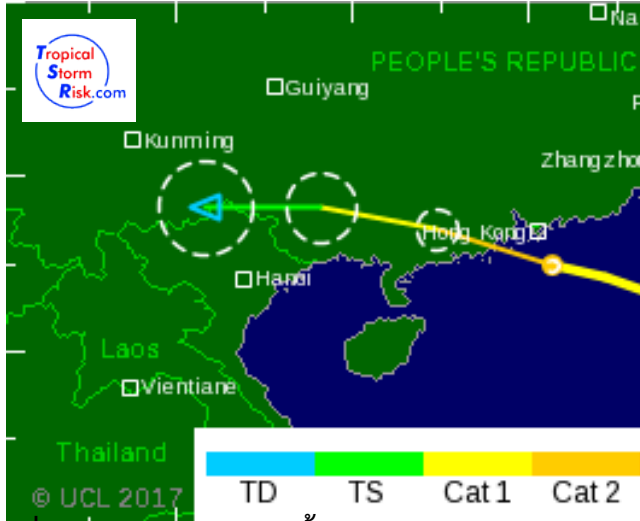 Tropical
Storm
Risk.com
Na
PEOPLE'S REPUBLIC
Guiyang
Kunming
Zhangzho
Hong Kong
Hanoi
Laos
Vientiane
Thailand
© UCL 2017
TD TS Cat 1 Cat 2